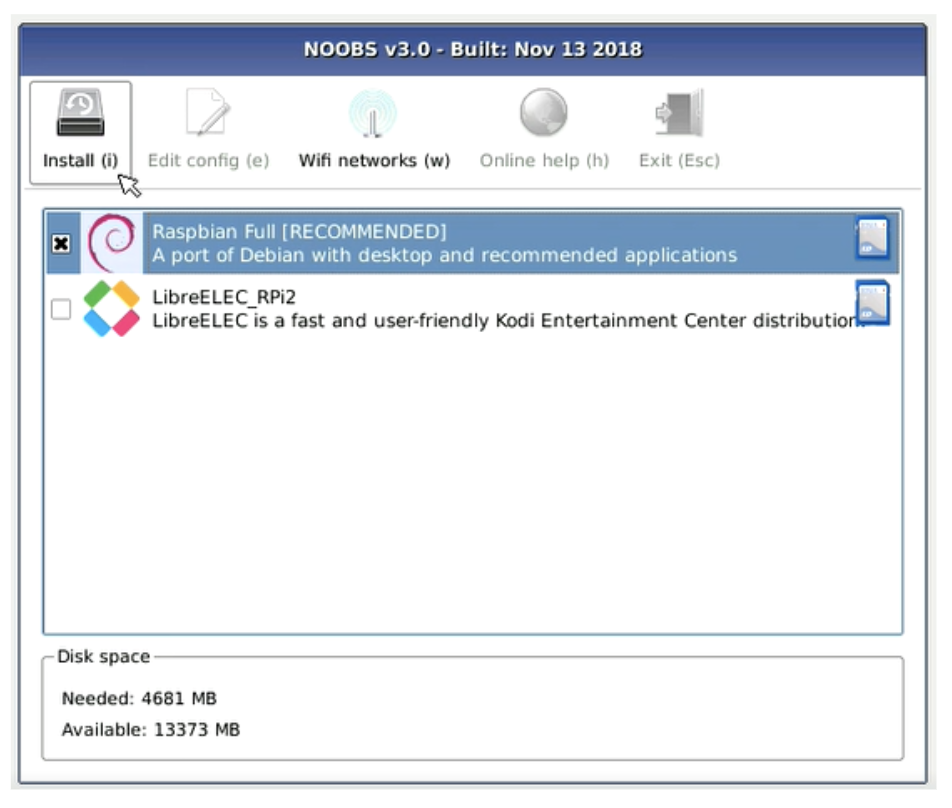 NOOBS v3.0 - Built: Nov 13 2018
Install (i) Edit config (e) Wifi networks (w) Online help (h) Exit (Esc)
Raspbian Full [RECOMMENDED]
A port of Debian with desktop and recommended applications
LibreELEC_RPi2
LibreELEC is a fast and user-friendly Kodi Entertainment Center distribution.
Disk space
Needed: 4681 MB
Available: 13373 MB